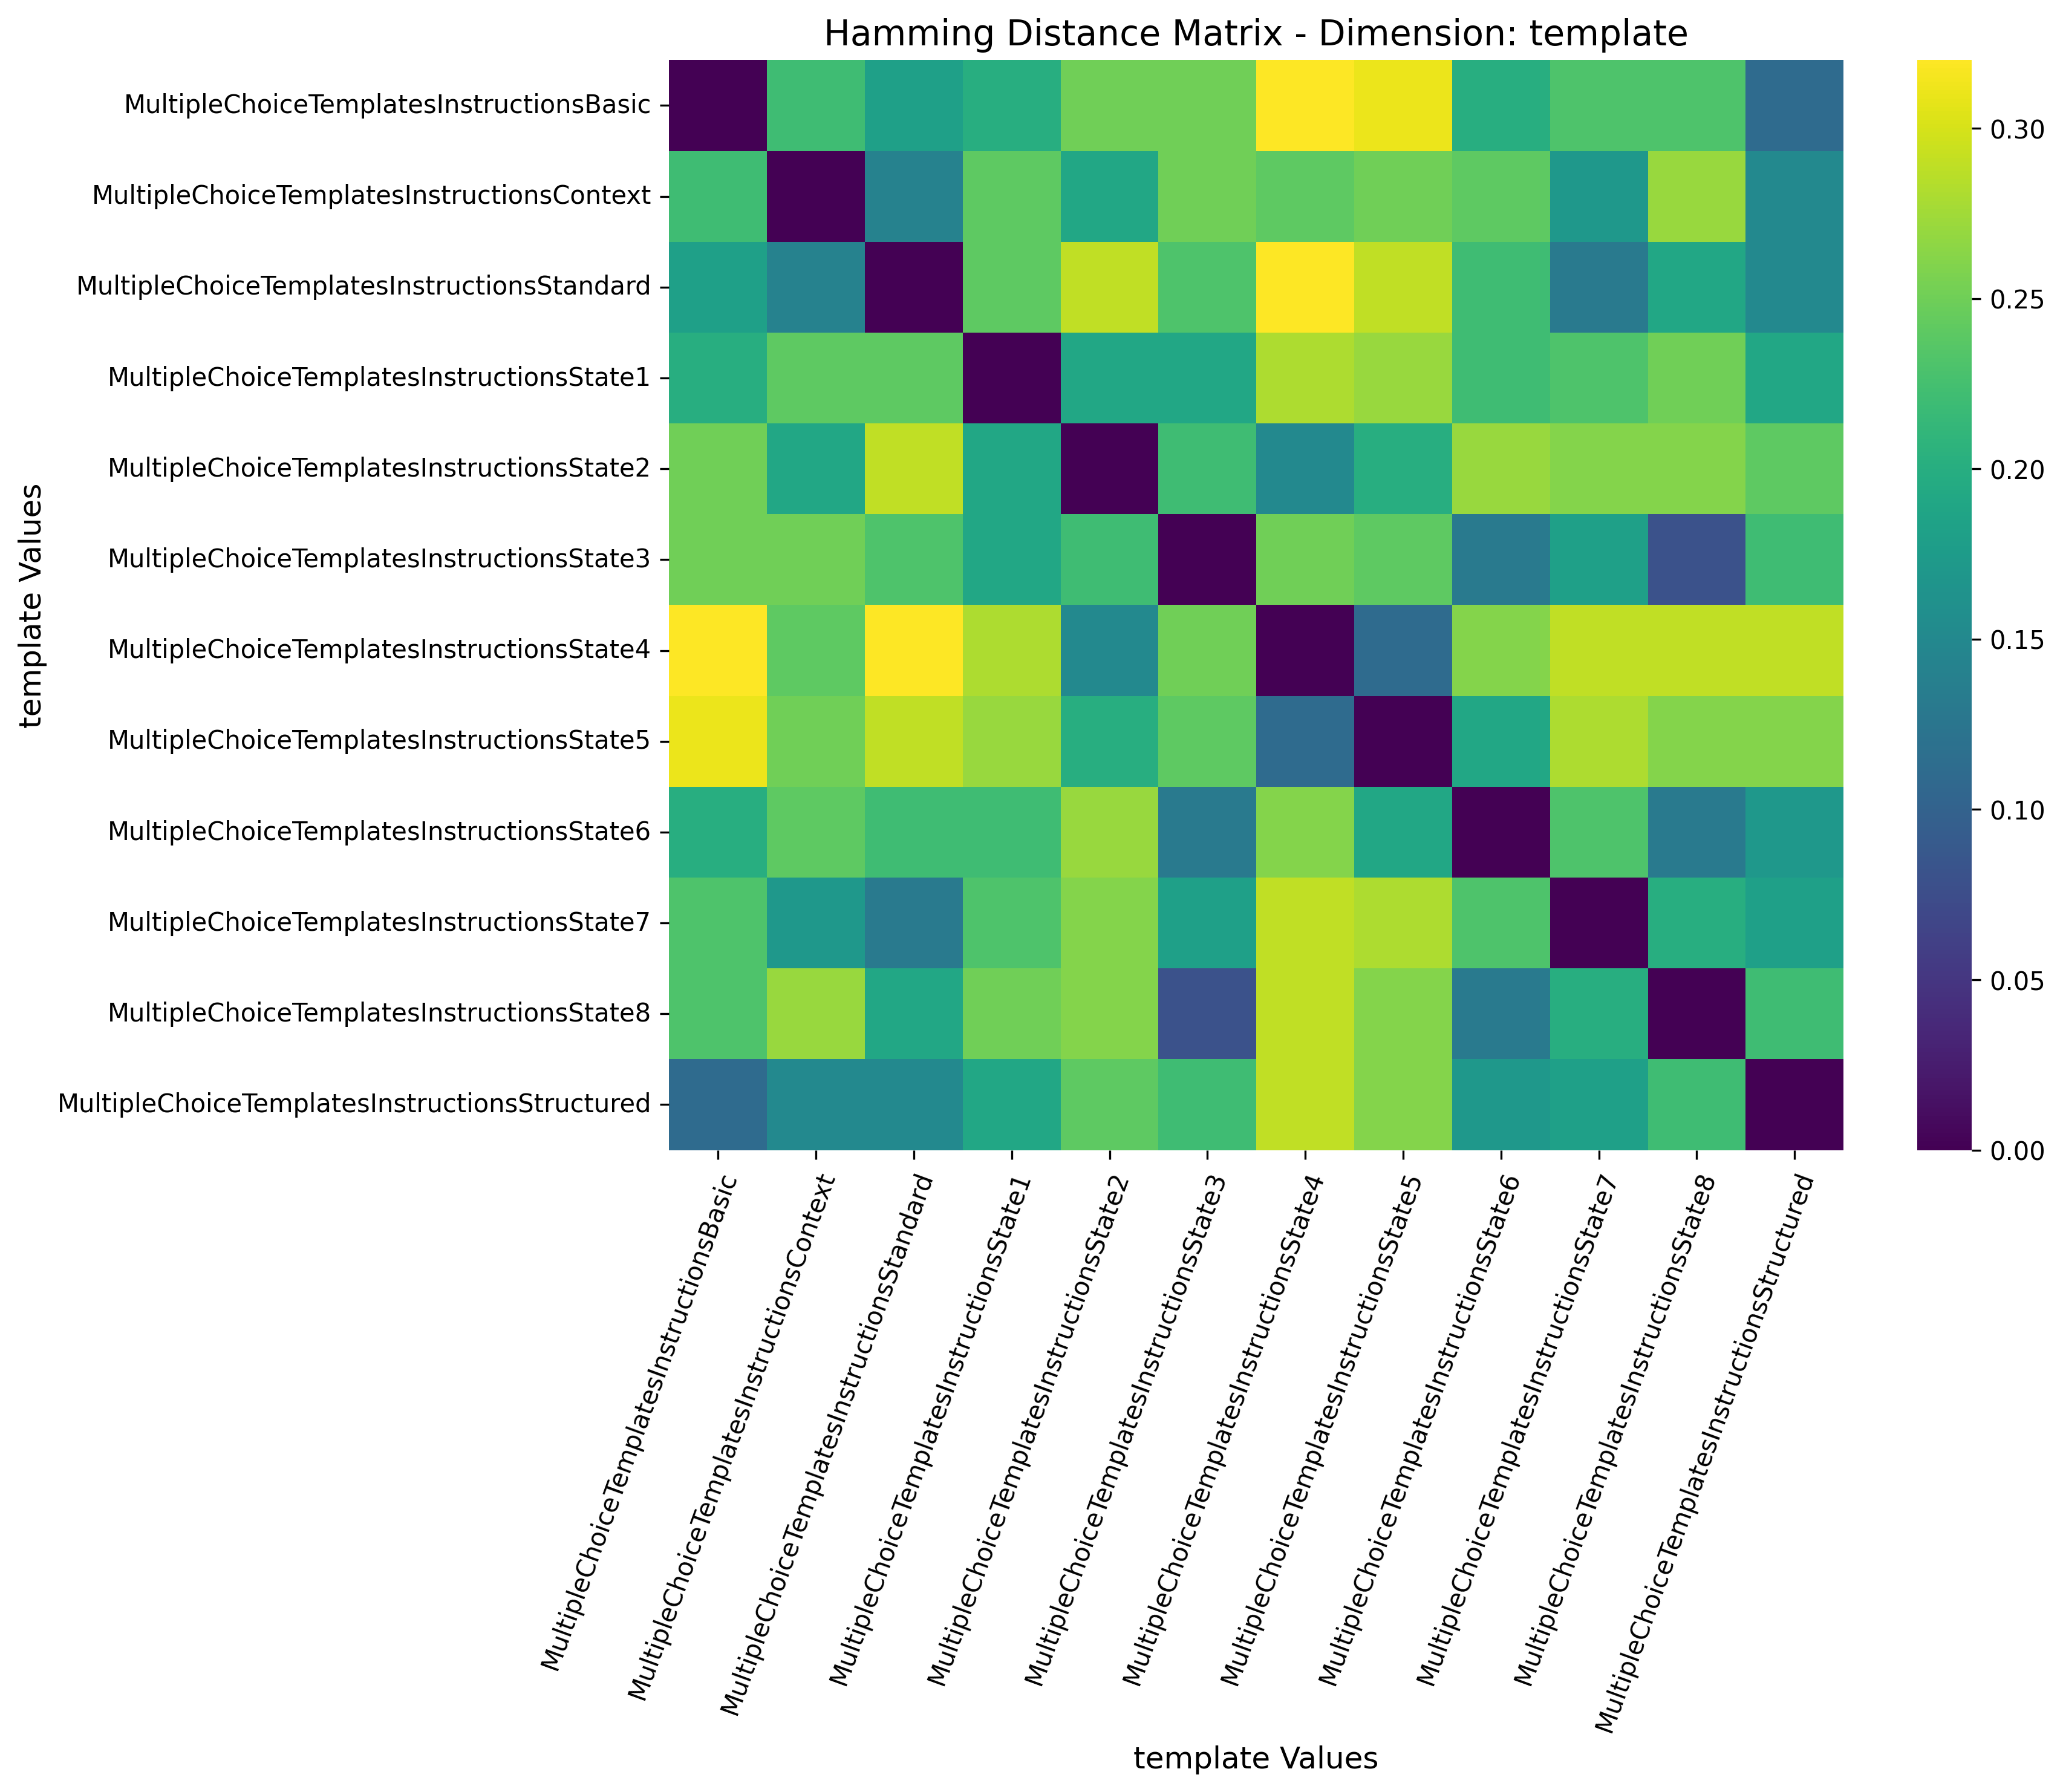 Hamming Distance Matrix - Dimension: template
template Values
MultipleChoiceTemplatesInstructionsBasic
MultipleChoiceTemplatesInstructionsContext
MultipleChoiceTemplatesInstructionsStandard
MultipleChoiceTemplatesInstructionsState1
MultipleChoiceTemplatesInstructionsState2
MultipleChoiceTemplatesInstructionsState3
MultipleChoiceTemplatesInstructionsState4
MultipleChoiceTemplatesInstructionsState5
MultipleChoiceTemplatesInstructionsState6
MultipleChoiceTemplatesInstructionsState7
MultipleChoiceTemplatesInstructionsState8
MultipleChoiceTemplatesInstructionsStructured
0.30
0.25
0.20
0.15
0.10
0.05
0.00
MultipleChoiceTemplatesInstructionsBasic
MultipleChoiceTemplatesInstructionsContext
MultipleChoiceTemplatesInstructionsStandard
MultipleChoiceTemplatesInstructionsState1
MultipleChoiceTemplatesInstructionsState2
MultipleChoiceTemplatesInstructionsState3
MultipleChoiceTemplatesInstructionsState4
MultipleChoiceTemplatesInstructionsState5
MultipleChoiceTemplatesInstructionsState6
MultipleChoiceTemplatesInstructionsState7
MultipleChoiceTemplatesInstructionsState8
MultipleChoiceTemplatesInstructionsStructured
template Values